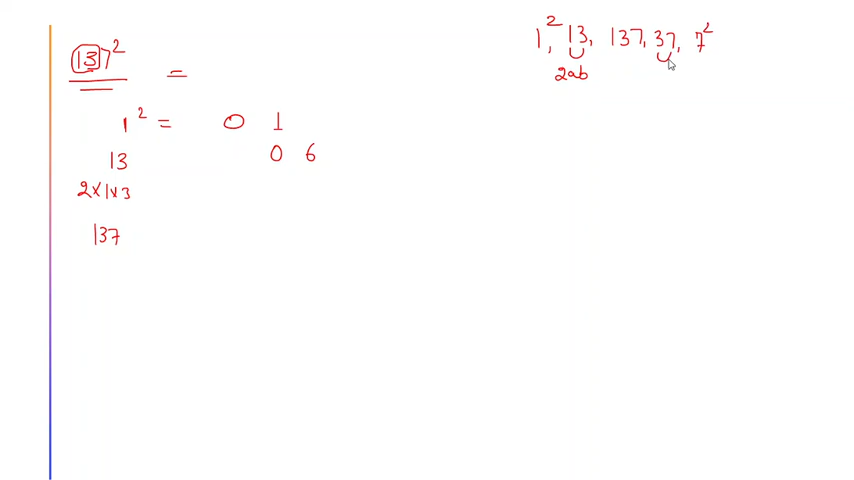 1², 13, 137, 37, 7²
2ab
137²
=
1² = 0 1
13 0 6
2×1×3
137